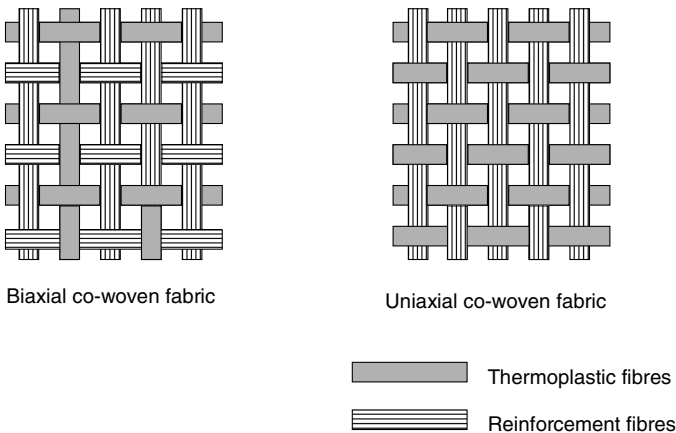 Biaxial co-woven fabric
Uniaxial co-woven fabric
Thermoplastic fibres
Reinforcement fibres